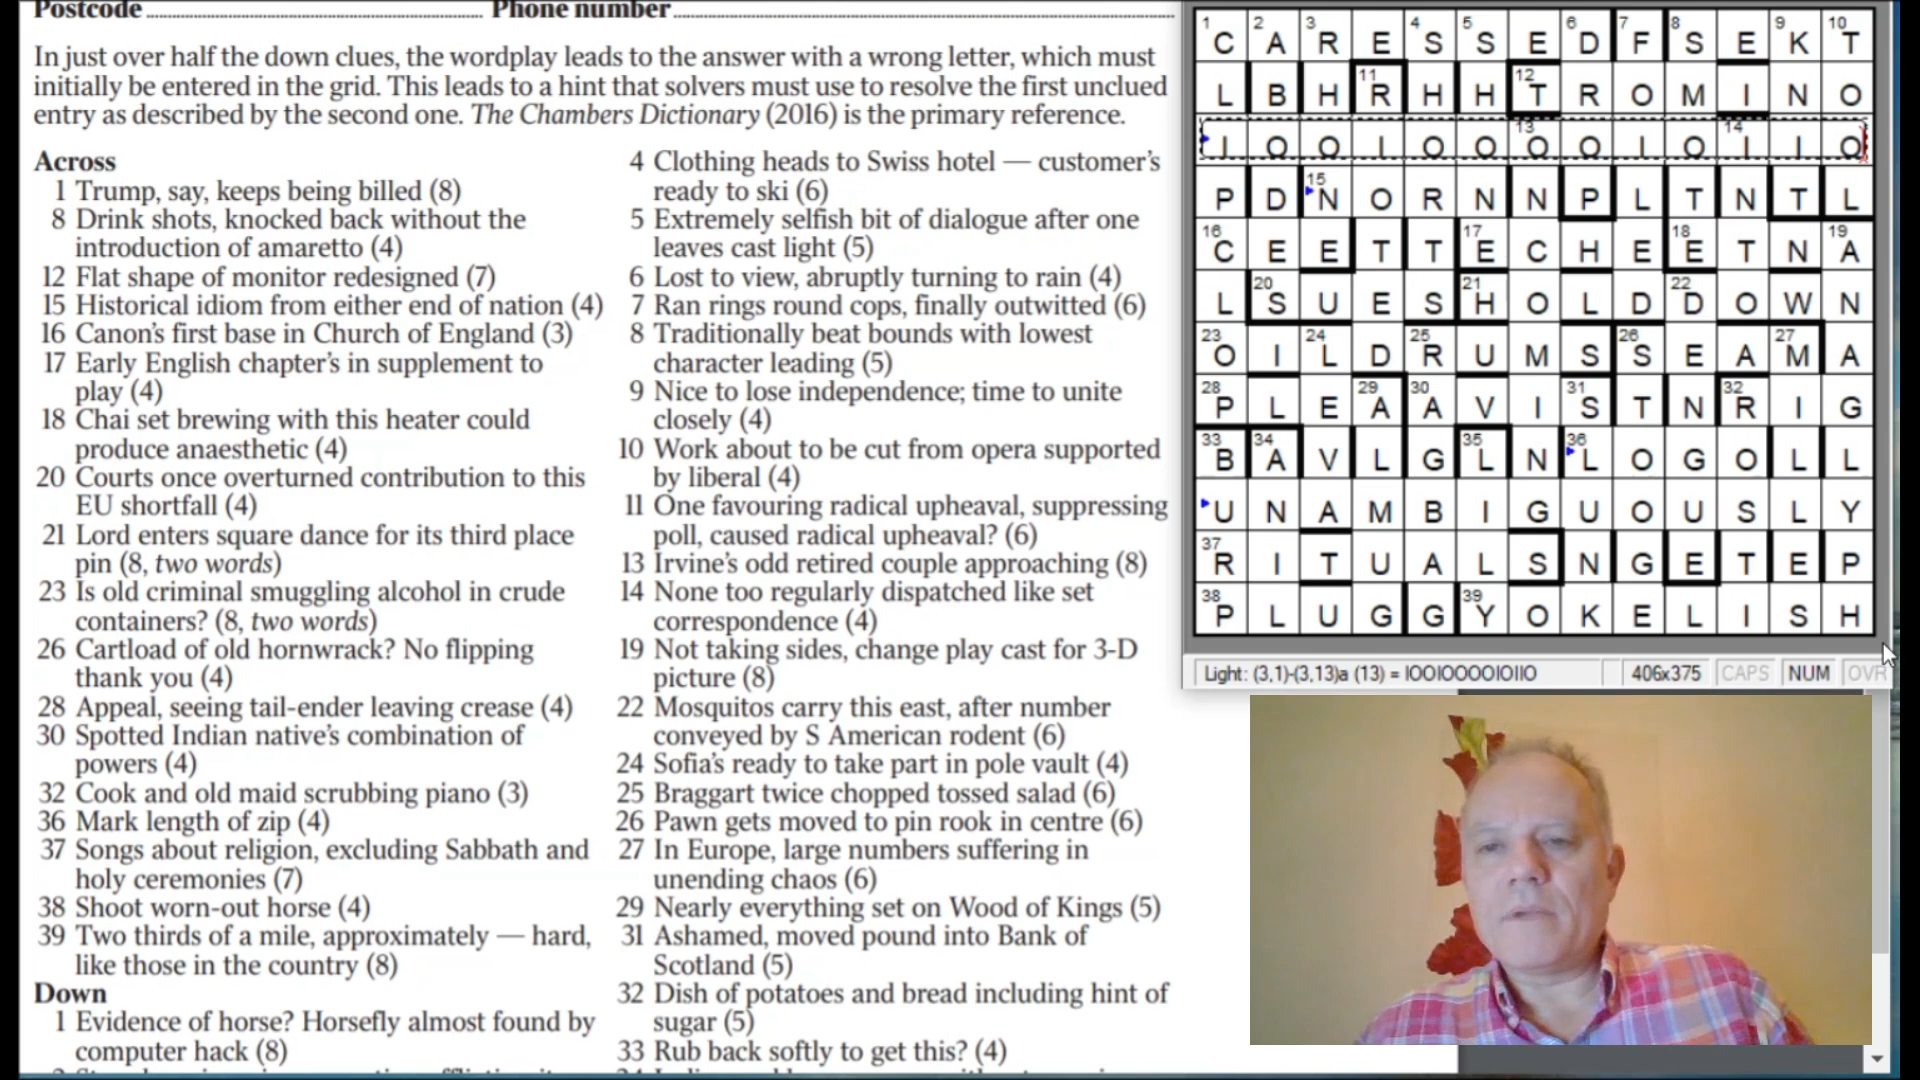 Postcode Phone number
In just over half the down clues, the wordplay leads to the answer with a wrong letter, which must
initially be entered in the grid. This leads to a hint that solvers must use to resolve the first unclued
entry as described by the second one. The Chambers Dictionary (2016) is the primary reference.
Across
1 Trump, say, keeps being billed (8)
8 Drink shots, knocked back without the
introduction of amaretto (4)
12 Flat shape of monitor redesigned (7)
15 Historical idiom from either end of nation (4)
16 Canon's first base in Church of England (3)
17 Early English chapter's in supplement to
play (4)
18 Chai set brewing with this heater could
produce anaesthetic (4)
20 Courts once overturned contribution to this
EU shortfall (4)
21 Lord enters square dance for its third place
pin (8, two words)
23 Is old criminal smuggling alcohol in crude
containers? (8, two words)
26 Cartload of old hornwrack? No flipping
thank you (4)
28 Appeal, seeing tail-ender leaving crease (4)
30 Spotted Indian native's combination of
powers (4)
32 Cook and old maid scrubbing piano (3)
36 Mark length of zip (4)
37 Songs about religion, excluding Sabbath and
holy ceremonies (7)
38 Shoot worn-out horse (4)
39 Two thirds of a mile, approximately — hard,
like those in the country (8)
Down
1 Evidence of horse? Horsefly almost found by
computer hack (8)
4 Clothing heads to Swiss hotel — customer's
ready to ski (6)
5 Extremely selfish bit of dialogue after one
leaves cast light (5)
6 Lost to view, abruptly turning to rain (4)
7 Ran rings round cops, finally outwitted (6)
8 Traditionally beat bounds with lowest
character leading (5)
9 Nice to lose independence; time to unite
closely (4)
10 Work about to be cut from opera supported
by liberal (4)
11 One favouring radical upheaval, suppressing
poll, caused radical upheaval? (6)
13 Irvine's odd retired couple approaching (8)
14 None too regularly dispatched like set
correspondence (4)
19 Not taking sides, change play cast for 3-D
picture (8)
22 Mosquitos carry this east, after number
conveyed by S American rodent (6)
24 Sofia's ready to take part in pole vault (4)
25 Braggart twice chopped tossed salad (6)
26 Pawn gets moved to pin rook in centre (6)
27 In Europe, large numbers suffering in
unending chaos (6)
29 Nearly everything set on Wood of Kings (5)
31 Ashamed, moved pound into Bank of
Scotland (5)
32 Dish of potatoes and bread including hint of
sugar (5)
33 Rub back softly to get this? (4)
1 2 3 4 5 6 7 8 9 10
C A R E S S E D F S E K T
11 12
L B H R H H T R O M I N O
13 14
I O O I O O O O I O I I O
15
P D N O R N N P L T N T L
16 17 18 19
C E E T T E C H E E T N A
20 21 22
L S U E S H O L D D O W N
23 24 25 26 27
O I L D R U M S S E A M A
28 29 30 31 32
P L E A A V I S T N R I G
33 34 35 36
B A V L G L N L O G O L L
U N A M B I G U O U S L Y
37
R I T U A L S N G E T E P
38 39
P L U G G Y O K E L I S H
Light: (3,1)-(3,13)a (13) = IOOIOOOOIOIIO 406x375 CAPS NUM OVR